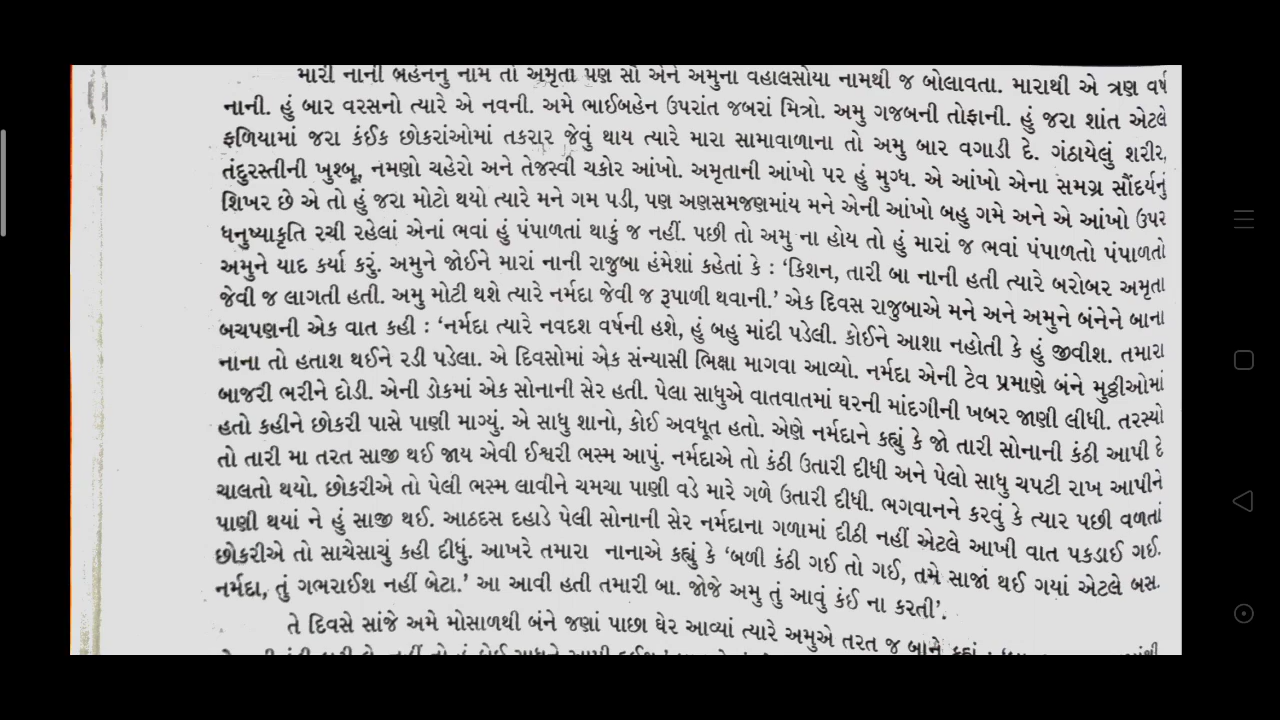 મારી નાની બહેનનું નામ તો અમૃતા પણ સૌ એને અમુના વહાલસોયા નામથી જ બોલાવતા. મારાથી એ ત્રણ વર્ષ
નાની. હું બાર વરસનો ત્યારે એ નવની. અમે ભાઈબહેન ઉપરાંત જબરાં મિત્રો. અમુ ગજબની તોફાની. હું જરા શાંત એટલે
ફળિયામાં જરા કંઈક છોકરાંઓમાં તકરાર જેવું થાય ત્યારે મારા સામાવાળાના તો અમુ બાર વગાડી દે. ગંઠાયેલું શરીર,
તંદુરસ્તીની ખુશ્બૂ, નમણો ચહેરો અને તેજસ્વી ચકોર આંખો. અમૃતાની આંખો પર હું મુગ્ધ. એ આંખો એના સમગ્ર સૌંદર્યનું
શિખર છે એ તો હું જરા મોટો થયો ત્યારે મને ગમ પડી, પણ અણસમજણમાંય મને એની આંખો બહુ ગમે અને એ આંખો ઉપર
ધનુષ્યાકૃતિ રચી રહેલાં એનાં ભવાં હું પંપાળતાં થાકું જ નહીં. પછી તો અમુ ના હોય તો હું મારાં જ ભવાં પંપાળતો પંપાળતો
અમુને યાદ કર્યા કરું. અમુને જોઈને મારાં નાની રાજુબા હંમેશાં કહેતાં કે : ‘કિશન, તારી બા નાની હતી ત્યારે બરોબર અમૃતા
જેવી જ લાગતી હતી. અમુ મોટી થશે ત્યારે નર્મદા જેવી જ રૂપાળી થવાની.’ એક દિવસ રાજુબાએ મને અને અમુને બંનેને બાના
બચપણની એક વાત કહી : ‘નર્મદા ત્યારે નવદશ વર્ષની હશે, હું બહુ માંદી પડેલી. કોઈને આશા નહોતી કે હું જીવીશ. તમારા
નાના તો હતાશ થઈને રડી પડેલા. એ દિવસોમાં એક સંન્યાસી ભિક્ષા માગવા આવ્યો. નર્મદા એની ટેવ પ્રમાણે બંને મુઠ્ઠીઓમાં
બાજરી ભરીને દોડી. એની ડોકમાં એક સોનાની સેર હતી. પેલા સાધુએ વાતવાતમાં ઘરની માંદગીની ખબર જાણી લીધી. તરસ્યો
હતો કહીને છોકરી પાસે પાણી માગ્યું. એ સાધુ શાનો, કોઈ અવધૂત હતો. એણે નર્મદાને કહ્યું કે જો તારી સોનાની કંઠી આપી દે
તો તારી મા તરત સાજી થઈ જાય એવી ઈશ્વરી ભસ્મ આપું. નર્મદાએ તો કંઠી ઉતારી દીધી અને પેલો સાધુ ચપટી રાખ આપીને
ચાલતો થયો. છોકરીએ તો પેલી ભસ્મ લાવીને ચમચા પાણી વડે મારે ગળે ઉતારી દીધી. ભગવાનને કરવું કે ત્યાર પછી વળતાં
પાણી થયાં ને હું સાજી થઈ. આઠદસ દહાડે પેલી સોનાની સેર નર્મદાના ગળામાં દીઠી નહીં એટલે આખી વાત પકડાઈ ગઈ.
છોકરીએ તો સાચેસાચું કહી દીધું. આખરે તમારા નાનાએ કહ્યું કે ‘બળી કંઠી ગઈ તો ગઈ, તમે સાજાં થઈ ગયાં એટલે બસ.
નર્મદા, તું ગભરાઈશ નહીં બેટા.’ આ આવી હતી તમારી બા. જોજે અમુ તું આવું કંઈ ના કરતી’.
તે દિવસે સાંજે અમે મોસાળથી બંને જણાં પાછા ઘેર આવ્યાં ત્યારે અમુએ તરત જ બાને કહ્યું :